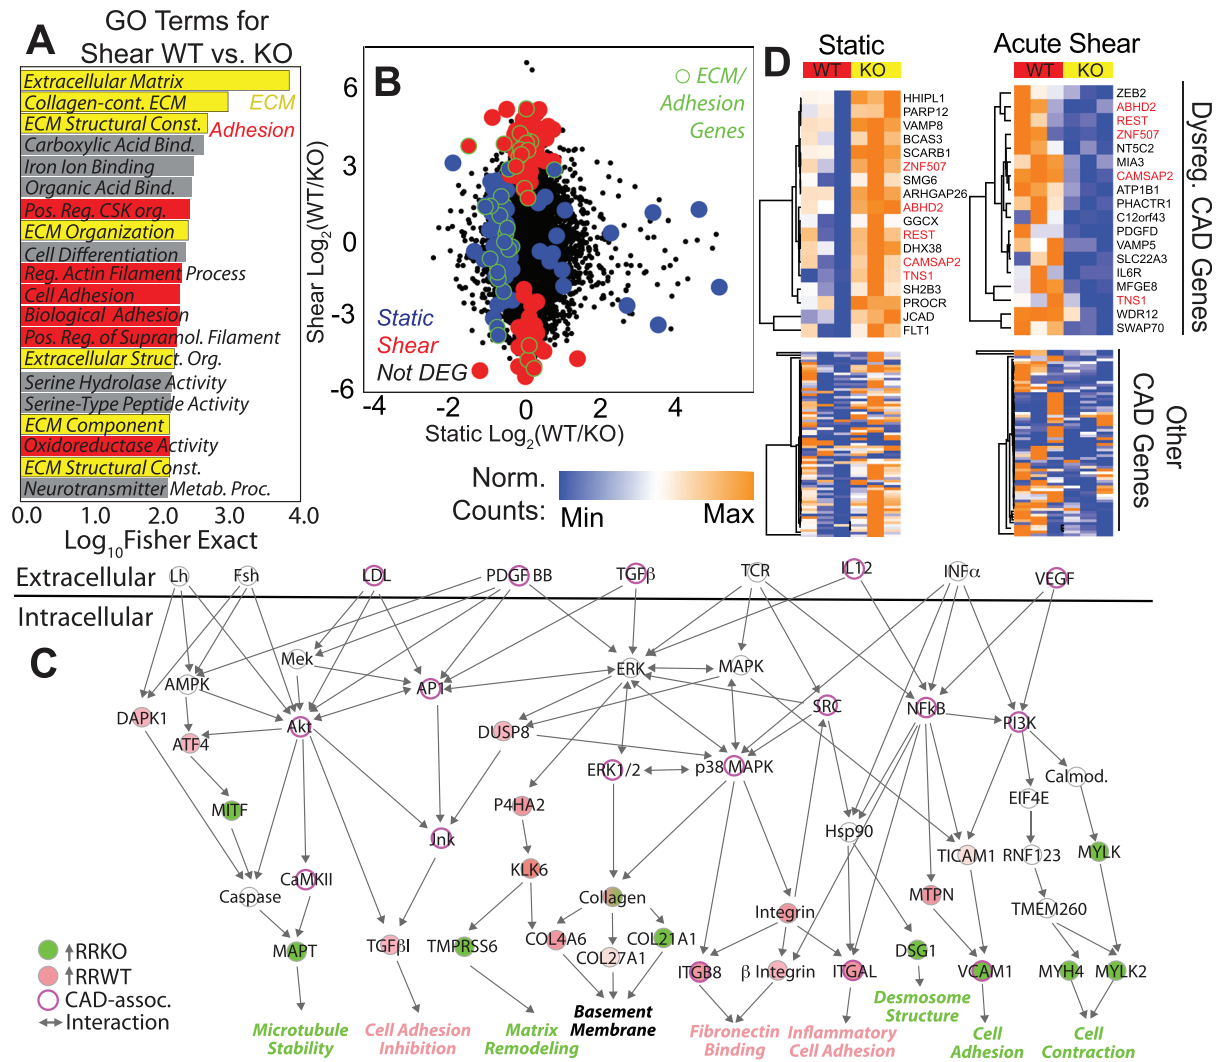 A
GO Terms for
Shear WT vs. KO
Extracellular Matrix
Collagen-cont. ECM
ECM Structural Const.
Carboxylic Acid Bind.
Iron Ion Binding
Organic Acid Bind.
Pos. Reg. CSK org.
ECM Organization
Cell Differentiation
Reg. Actin Filament Process
Cell Adhesion
Biological Adhesion
Pos. Reg. of Supramol. Filament
Extracellular Struct. Org.
Serine Hydrolase Activity
Serine-Type Peptide Activity
ECM Component
Oxidoreductase Activity
ECM Structural Const.
Neurotransmitter Metab. Proc.
ECM
Adhesion
0.0 1.0 2.0 3.0 4.0
Log10Fisher Exact
B
ECM/
Adhesion
Genes
Shear Log2(WT/KO)
6
3
0
-3
-6
Static
Shear
Not DEG
-4 -2 0 2 4
Static Log2(WT/KO)
Norm.
Counts:
Min Max
D
Static
WT KO
HHIPL1
PARP12
VAMP8
BCAS3
SCARB1
ZNF507
SMG6
ARHGAP26
ABHD2
GGCX
REST
DHX38
CAMSAP2
TNS1
SH2B3
PROCR
JCAD
FLT1
Acute Shear
WT KO
ZEB2
ABHD2
REST
ZNF507
NT5C2
MIA3
CAMSAP2
ATP1B1
PHACTR1
C12orf43
PDGFD
VAMP5
SLC22A3
IL6R
MFGE8
TNS1
WDR12
SWAP70
Dysreg. CAD Genes
Other
CAD Genes
Extracellular
Lh Fsh LDL PDGF BB TGFβ TCR IL12 INFα VEGF
Intracellular
C
Mek ERK MAPK
AMPK AP1
DAPK1 Akt SRC NFkB PI3K
ATF4 DUSP8
ERK1/2 p38 MAPK Calmod.
MITF P4HA2 EIF4E
Jnk Hsp90
TICAM1 RNF123 MYLK
KLK6
Caspase CaMKII Collagen MTPN
Integrin TMEM260
MAPT TGFβI TMPRSS6 COL4A6 COL21A1 DSG1
COL27A1
ITGB8 β Integrin ITGAL VCAM1 MYH4 MYLK2
↑RRKO
↑RRWT
CAD-assoc.
Interaction
Microtubule
Stability
Cell Adhesion
Inhibition
Matrix
Remodeling
Basement
Membrane
Fibronectin
Binding
Inflammatory
Cell Adhesion
Desmosome
Structure
Cell
Adhesion
Cell
Contraction